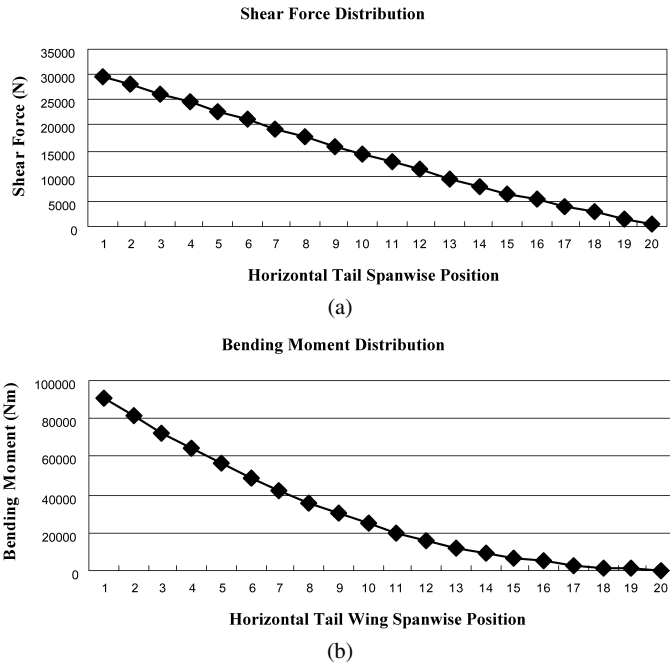 Shear Force Distribution
Shear Force (N)
35000
30000
25000
20000
15000
10000
5000
0
1 2 3 4 5 6 7 8 9 10 11 12 13 14 15 16 17 18 19 20
Horizontal Tail Spanwise Position
(a)
Bending Moment Distribution
Bending Moment (Nm)
100000
80000
60000
40000
20000
0
1 2 3 4 5 6 7 8 9 10 11 12 13 14 15 16 17 18 19 20
Horizontal Tail Wing Spanwise Position
(b)